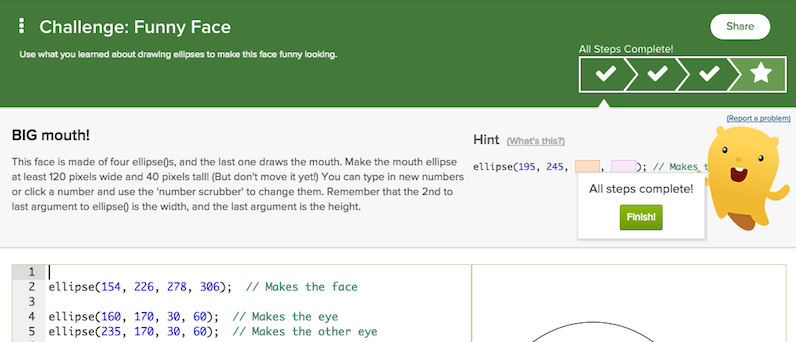 Challenge: Funny Face
Share
Use what you learned about drawing ellipses to make this face funny looking.
All Steps Complete!
(Report a problem)
BIG mouth!
This face is made of four ellipse()s, and the last one draws the mouth. Make the mouth ellipse
at least 120 pixels wide and 40 pixels tall! (But don't move it yet!) You can type in new numbers
or click a number and use the 'number scrubber' to change them. Remember that the 2nd to
last argument to ellipse() is the width, and the last argument is the height.
Hint (What's this?)
ellipse(195, 245, , ); // Makes
All steps complete!
Finish!
1
2 ellipse(154, 226, 278, 306); // Makes the face
3
4 ellipse(160, 170, 30, 60); // Makes the eye
5 ellipse(235, 170, 30, 60); // Makes the other eye